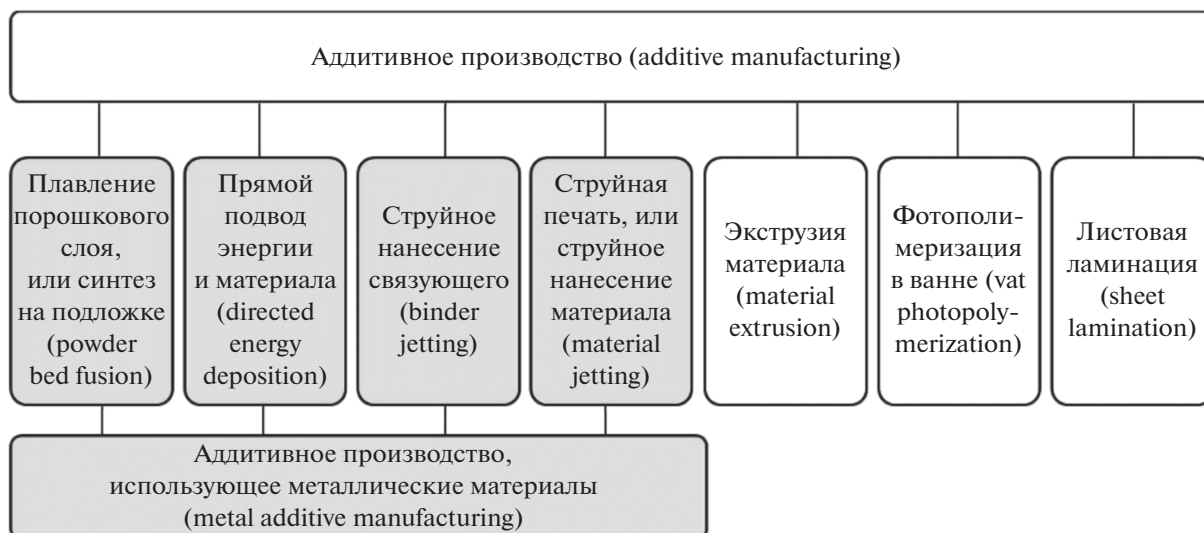 Аддитивное производство (additive manufacturing)
Плавление
порошкового
слоя,
или синтез
на подложке
(powder
bed fusion)
Прямой
подвод
энергии
и материала
(directed
energy
deposition)
Струйное
нанесение
связующего
(binder
jetting)
Струйная
печать, или
струйное
нанесение
материала
(material
jetting)
Экструзия
материала
(material
extrusion)
Фотополи-
меризация
в ванне (vat
photopoly-
merization)
Листовая
ламинация
(sheet
lamination)
Аддитивное производство,
использующее металлические материалы
(metal additive manufacturing)